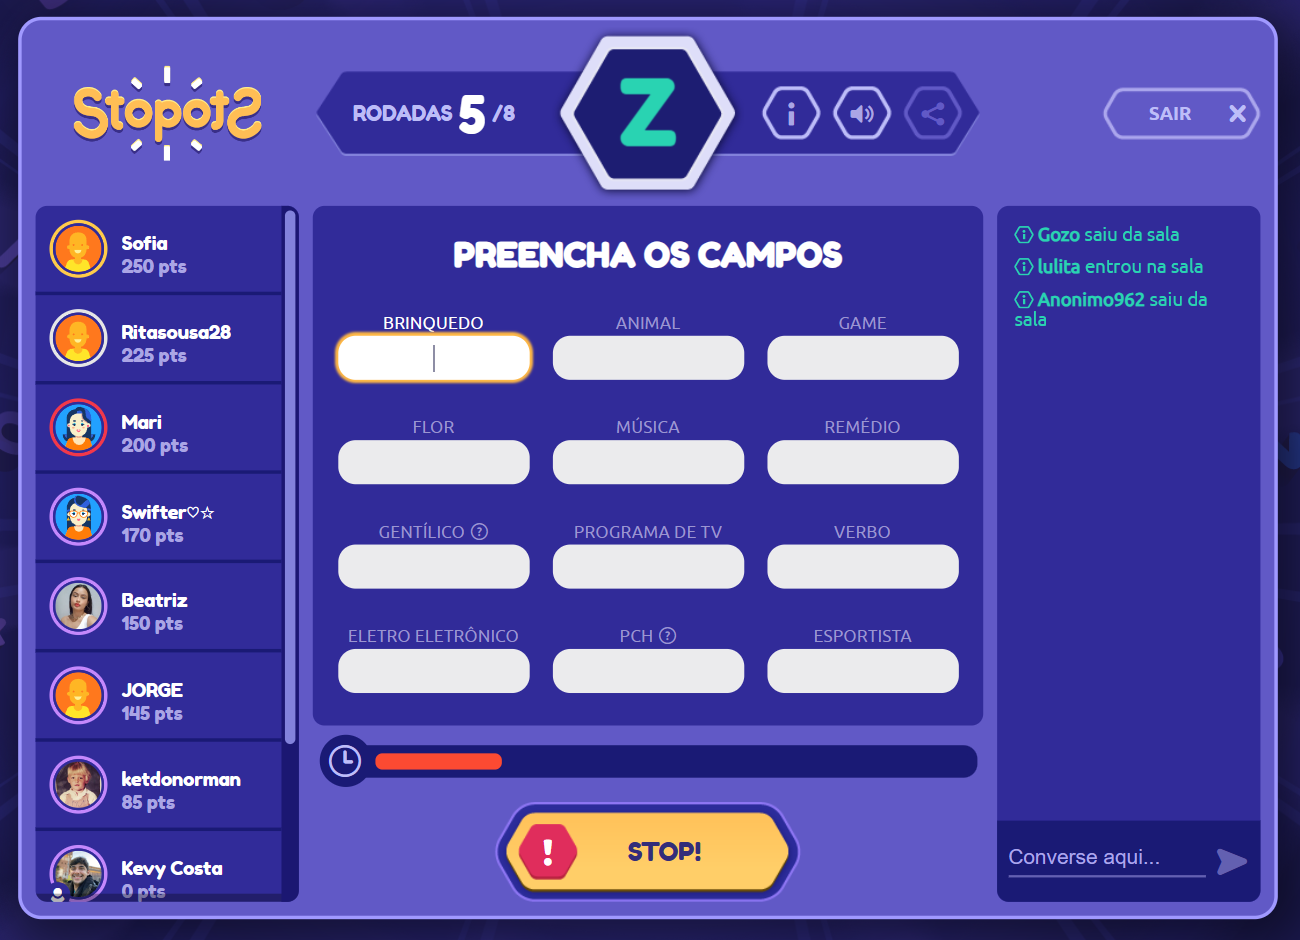 StopotS
RODADAS 5 /8
Z
SAIR
Sofia
250 pts
Ritasousa28
225 pts
Mari
200 pts
Swifter♡☆
170 pts
Beatriz
150 pts
JORGE
145 pts
ketdonorman
85 pts
Kevy Costa
0 pts
PREENCHA OS CAMPOS
BRINQUEDO
ANIMAL
GAME
FLOR
MÚSICA
REMÉDIO
GENTÍLICO ?
PROGRAMA DE TV
VERBO
ELETRO ELETRÔNICO
PCH ?
ESPORTISTA
! STOP!
Gozo saiu da sala
lulita entrou na sala
Anonimo962 saiu da
sala
Converse aqui...